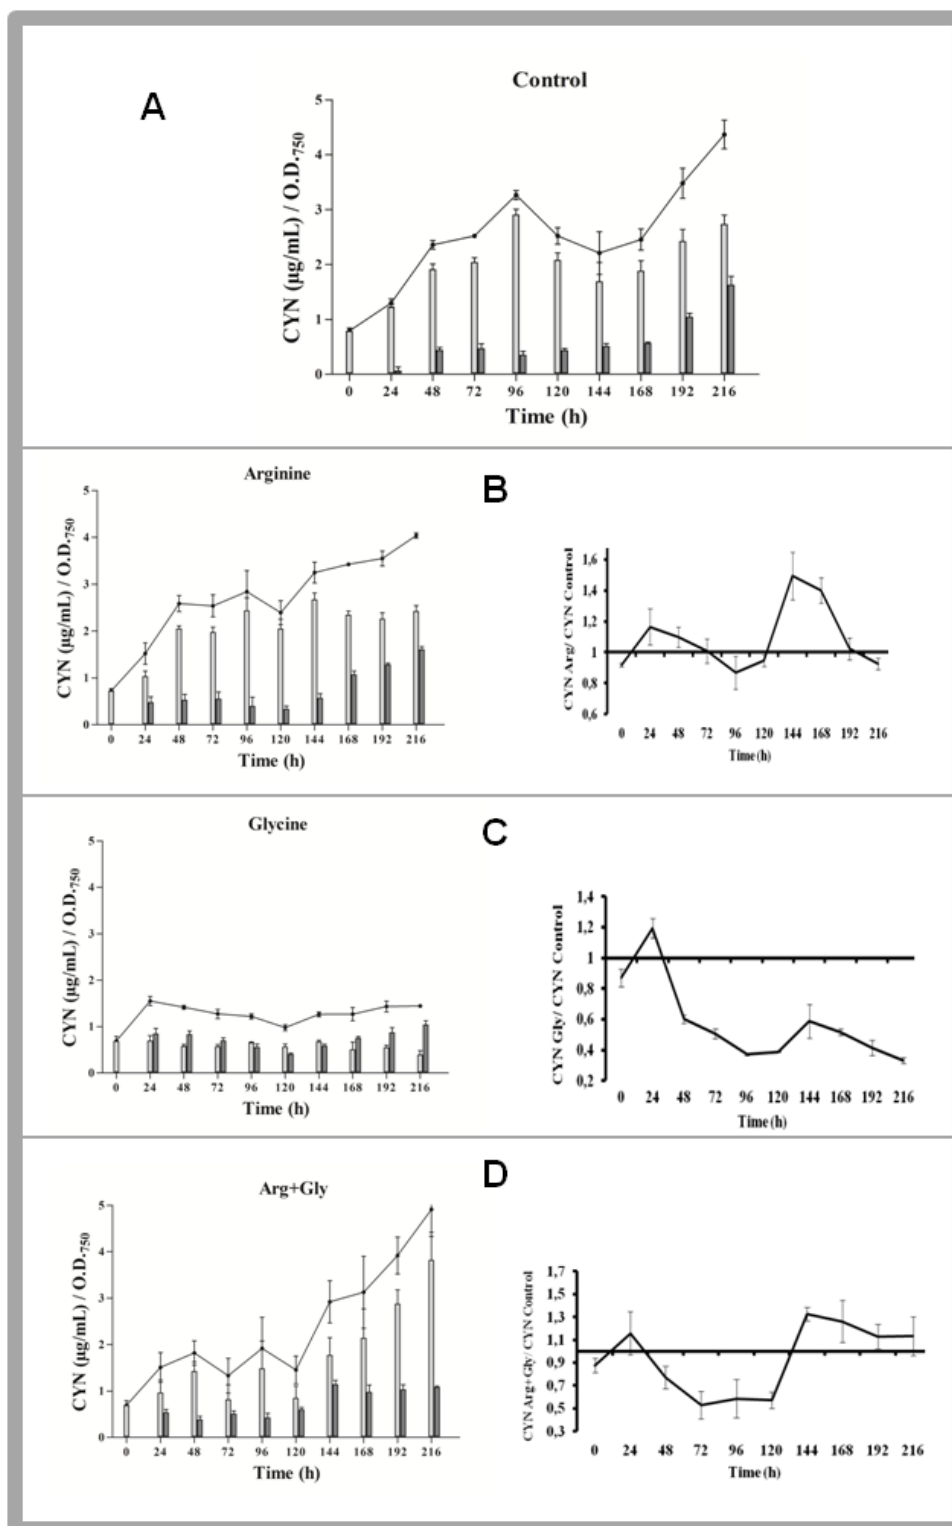 A
Control
CYN (µg/mL) / O.D.750
5
4
3
2
1
0
0 24 48 72 96 120 144 168 192 216
Time (h)
B
Arginine
CYN (µg/mL) / O.D.750
5
4
3
2
1
0
0 24 48 72 96 120 144 168 192 216
Time (h)
CYN Arg/ CYN Control
1,6
1,4
1,2
1
0,8
0,6
0 24 48 72 96 120 144 168 192 216
Time (h)
C
Glycine
CYN (µg/mL) / O.D.750
5
4
3
2
1
0
0 24 48 72 96 120 144 168 192 216
Time (h)
CYN Gly/ CYN Control
1,4
1,2
1
0,8
0,6
0,4
0,2
0 24 48 72 96 120 144 168 192 216
Time (h)
D
Arg+Gly
CYN (µg/mL) / O.D.750
5
4
3
2
1
0
0 24 48 72 96 120 144 168 192 216
Time (h)
CYN Arg+Gly/ CYN Control
1,7
1,5
1,3
1,1
0,9
0,7
0,5
0,3
0 24 48 72 96 120 144 168 192 216
Time (h)